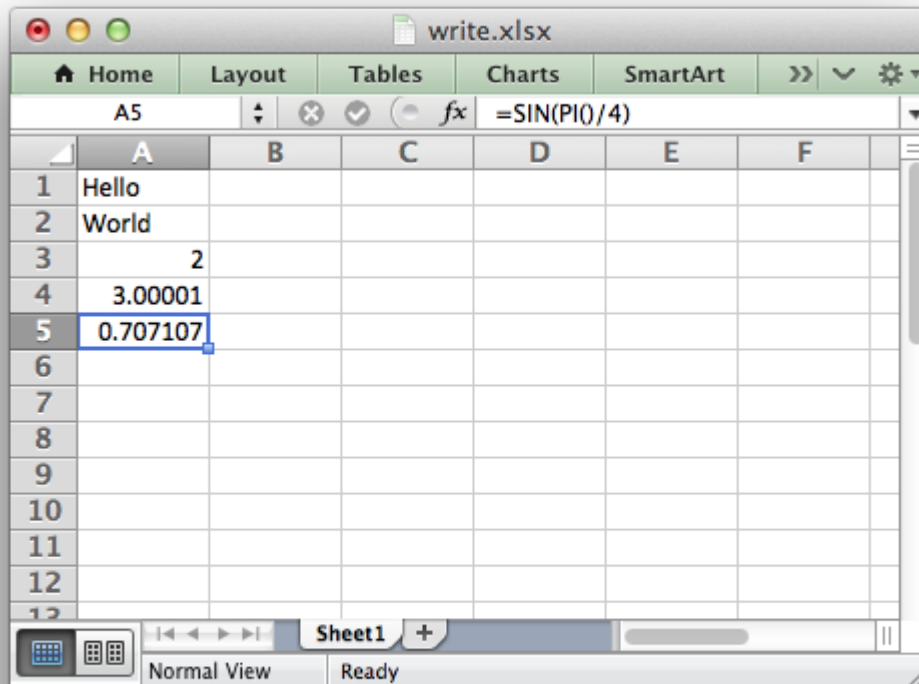 write.xlsx
Home Layout Tables Charts SmartArt
A5 fx =SIN(PI()/4)
A B C D E F
1 Hello
2 World
3 2
4 3.00001
5 0.707107
6
7
8
9
10
11
12
13
Sheet1 +
Normal View Ready